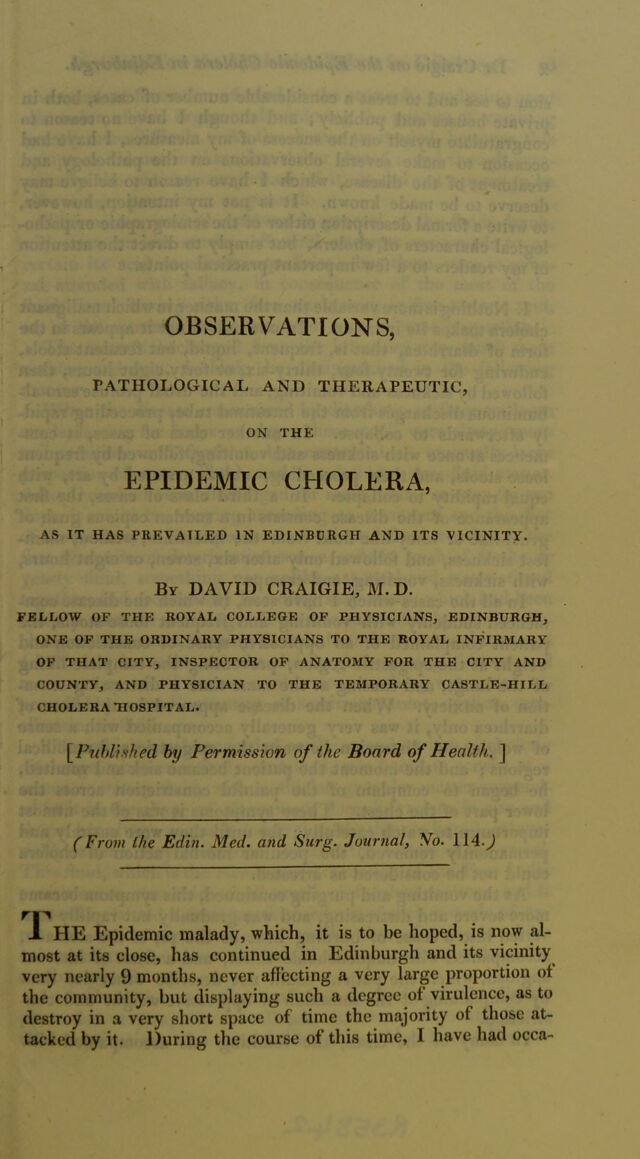 OBSERVATIONS,
PATHOLOGICAL AND THERAPEUTIC,
ON THE
EPIDEMIC CHOLERA,
AS IT HAS PREVAILED IN EDINBURGH AND ITS VICINITY.
By DAVID CRAIGIE, M.D.
FELLOW OF THE ROYAL COLLEGE OF PHYSICIANS, EDINBURGH,
ONE OF THE ORDINARY PHYSICIANS TO THE ROYAL INFIRMARY
OF THAT CITY, INSPECTOR OF ANATOMY FOR THE CITY AND
COUNTY, AND PHYSICIAN TO THE TEMPORARY CASTLE-HILL
CHOLERA HOSPITAL.
[Published by Permission of the Board of Health. ]
(From the Edin. Med. and Surg. Journal, No. 114.)
THE Epidemic malady, which, it is to be hoped, is now al-
most at its close, has continued in Edinburgh and its vicinity
very nearly 9 months, never affecting a very large proportion of
the community, but displaying such a degree of virulence, as to
destroy in a very short space of time the majority of those at-
tacked by it. During the course of this time, I have had occa-